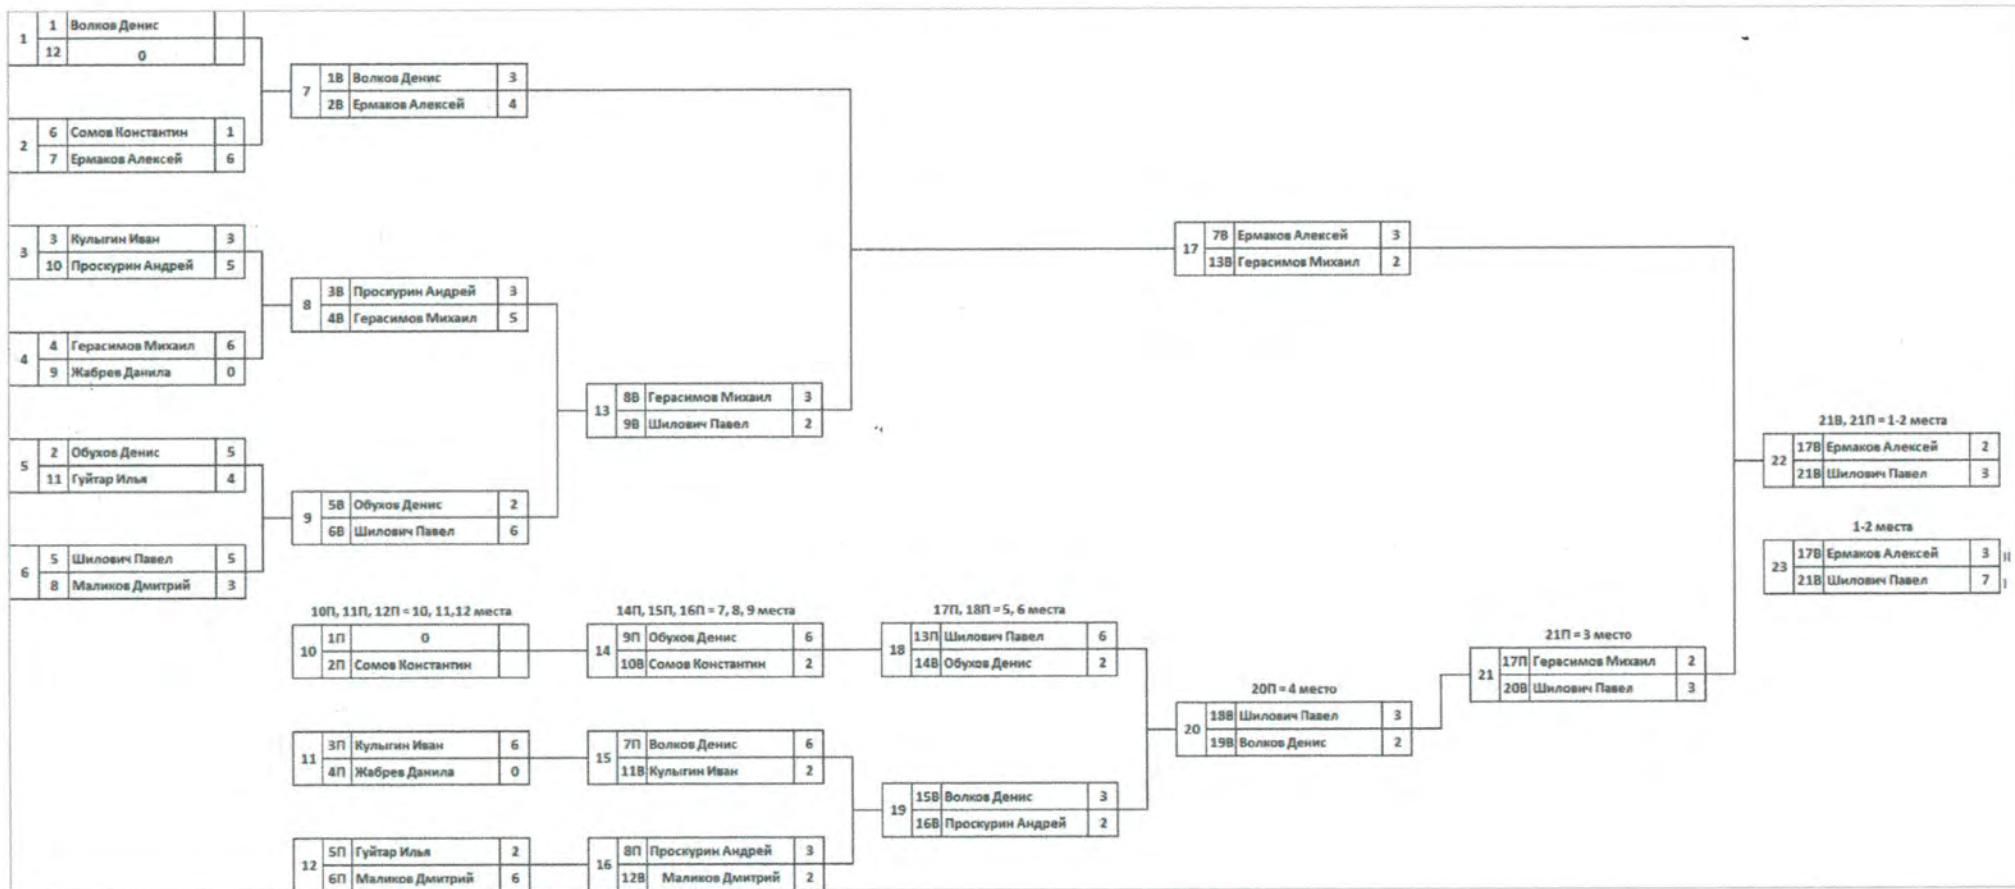 1 1 Волков Денис
12 0
2 6 Сомов Константин 1
7 Ермаков Алексей 6
3 3 Кулыгин Иван 3
10 Проскурин Андрей 5
4 4 Герасимов Михаил 6
9 Жабрев Данила 0
5 2 Обухов Денис 5
11 Гуйтар Илья 4
6 5 Шилович Павел 5
8 Маликов Дмитрий 3
7 1В Волков Денис 3
2В Ермаков Алексей 4
8 3В Проскурин Андрей 3
4В Герасимов Михаил 5
9 5В Обухов Денис 2
6В Шилович Павел 6
10П, 11П, 12П = 10, 11,12 места
10 1П 0
2П Сомов Константин
11 3П Кулыгин Иван 6
4П Жабрев Данила 0
12 5П Гуйтар Илья 2
6П Маликов Дмитрий 6
13 8В Герасимов Михаил 3
9В Шилович Павел 2
14П, 15П, 16П = 7, 8, 9 места
14 9П Обухов Денис 6
10В Сомов Константин 2
15 7П Волков Денис 6
11В Кулыгин Иван 2
16 8П Проскурин Андрей 3
12В Маликов Дмитрий 2
17П, 18П = 5, 6 места
18 13П Шилович Павел 6
14В Обухов Денис 2
19 15В Волков Денис 3
16В Проскурин Андрей 2
17 7В Ермаков Алексей 3
13В Герасимов Михаил 2
20П = 4 место
20 18В Шилович Павел 3
19В Волков Денис 2
21П = 3 место
21 17П Герасимов Михаил 2
20В Шилович Павел 3
21В, 21П = 1-2 места
22 17В Ермаков Алексей 2
21В Шилович Павел 3
1-2 места
23 17В Ермаков Алексей 3 II
21В Шилович Павел 7 I